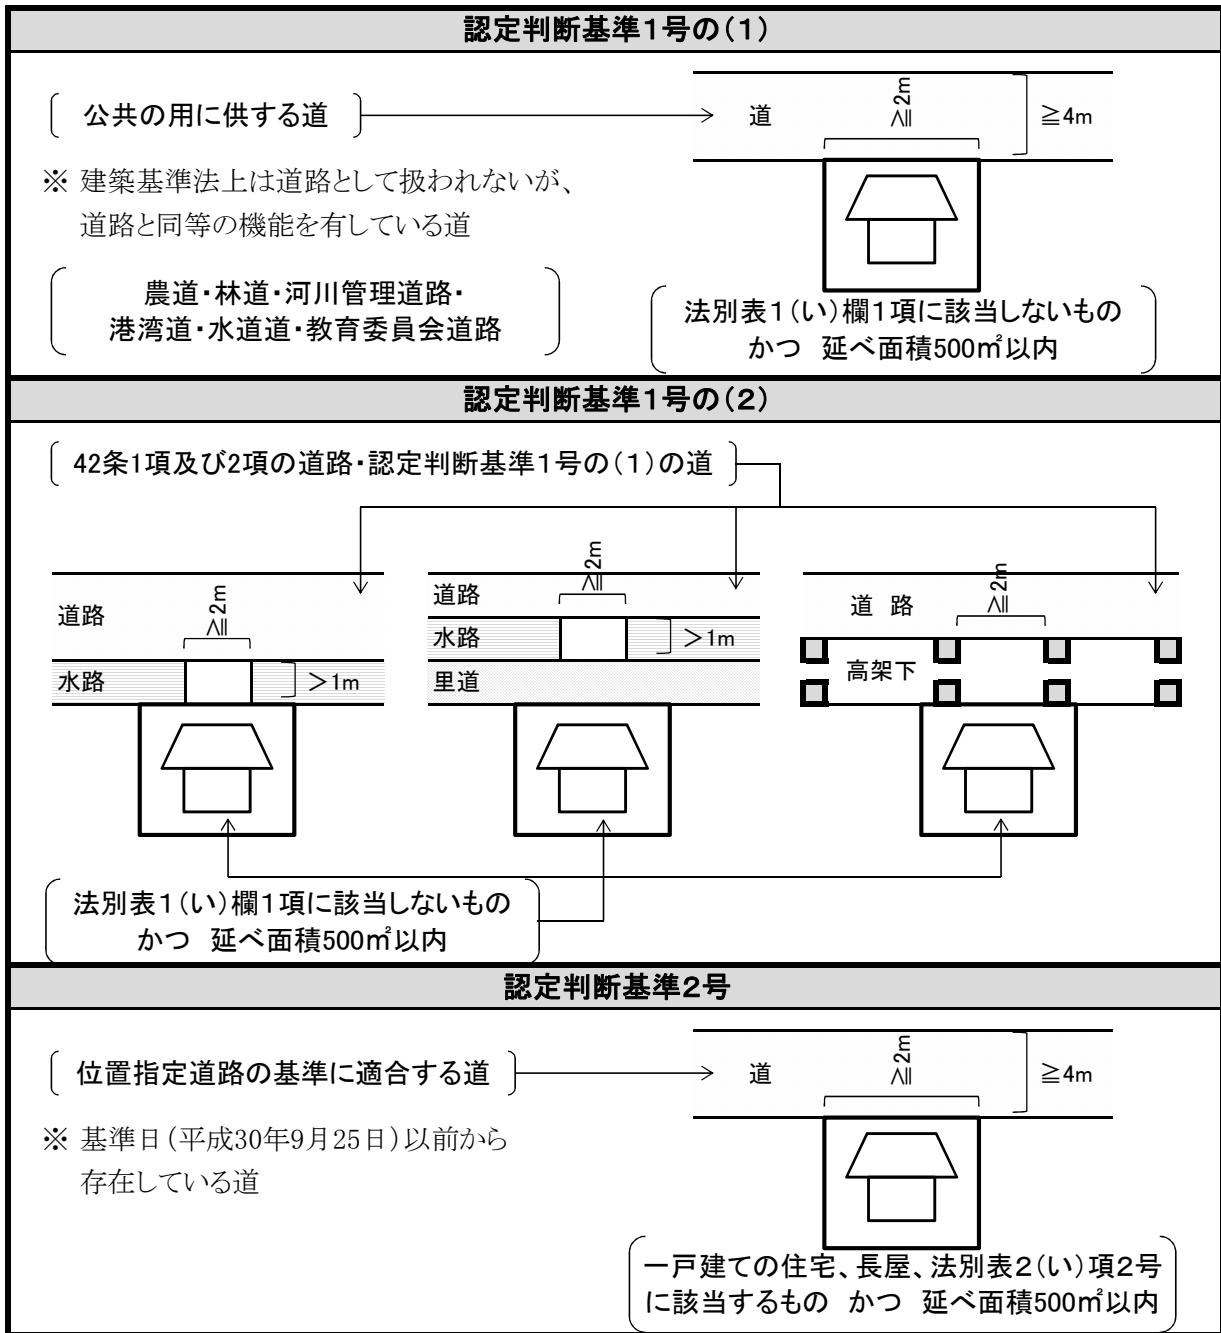 認定判断基準1号の(1)
公共の用に供する道
道
≧2m
≧4m
※ 建築基準法上は道路として扱われないが、
道路と同等の機能を有している道
農道・林道・河川管理道路・
港湾道・水道道・教育委員会道路
法別表1(い)欄1項に該当しないもの
かつ 延べ面積500㎡以内
認定判断基準1号の(2)
42条1項及び2項の道路・認定判断基準1号の(1)の道
道路
≧2m
水路
>1m
道路
≧2m
水路
>1m
里道
道 路
≧2m
高架下
法別表1(い)欄1項に該当しないもの
かつ 延べ面積500㎡以内
認定判断基準2号
位置指定道路の基準に適合する道
道
≧2m
≧4m
※ 基準日(平成30年9月25日)以前から
存在している道
一戸建ての住宅、長屋、法別表2(い)項2号
に該当するもの かつ 延べ面積500㎡以内